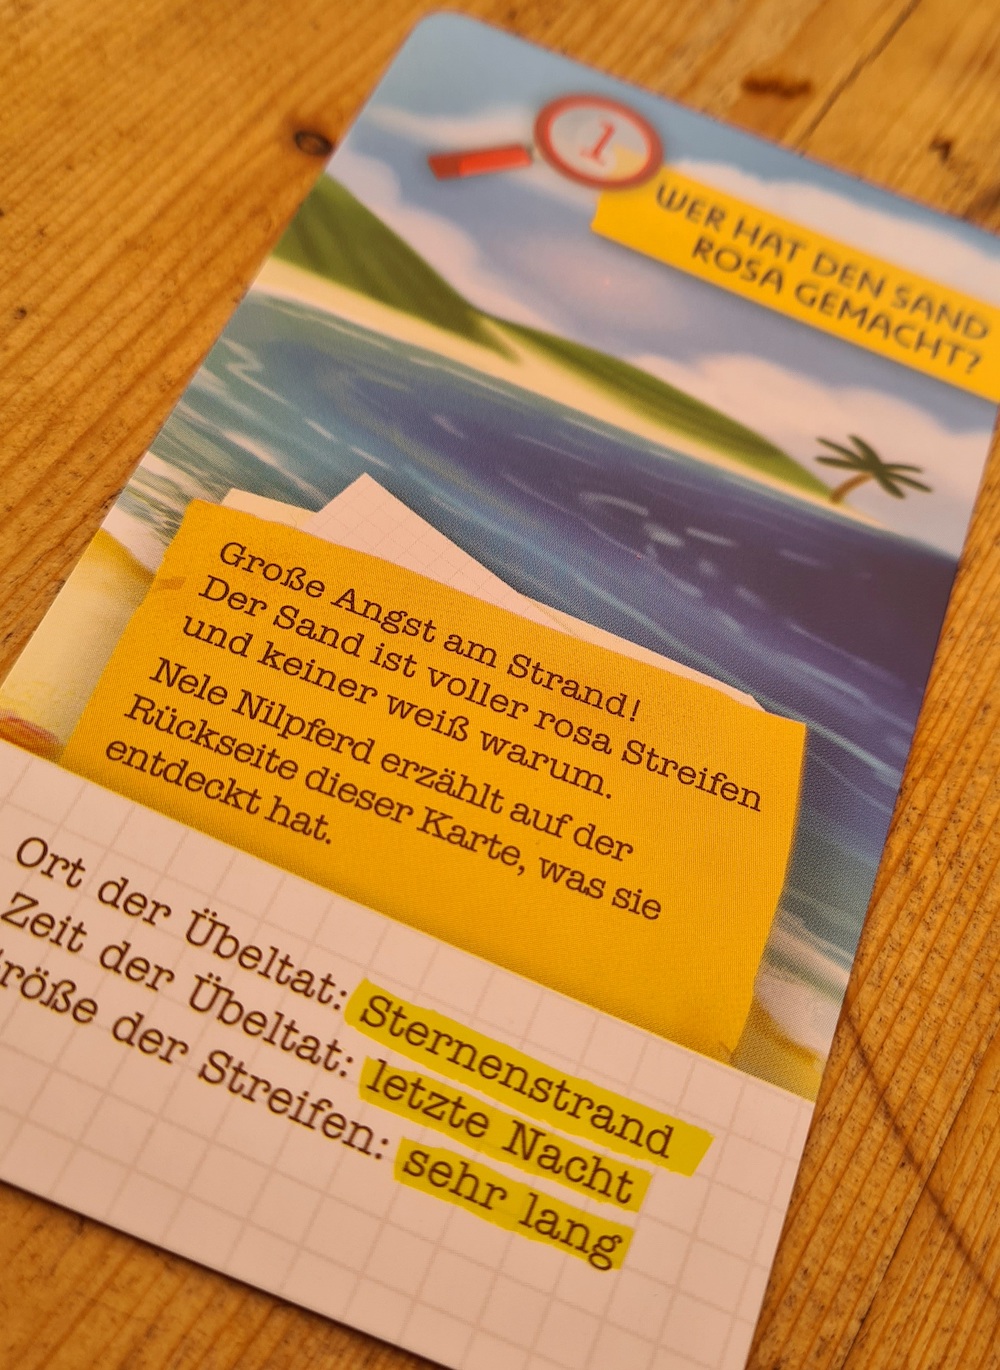 1
WER HAT DEN SAND
ROSA GEMACHT?
Große Angst am Strand!
Der Sand ist voller rosa Streifen
und keiner weiß warum.
Nele Nilpferd erzählt auf der
Rückseite dieser Karte, was sie
entdeckt hat.
Ort der Übeltat: Sternenstrand
Zeit der Übeltat: letzte Nacht
röße der Streifen: sehr lang